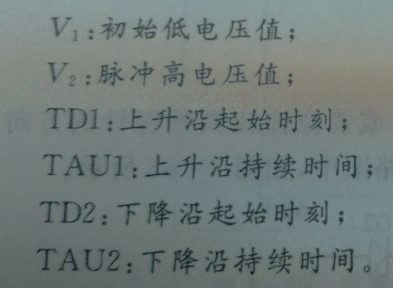 V₁:初始低电压值;
V₂:脉冲高电压值;
TD1:上升沿起始时刻;
TAU1:上升沿持续时间;
TD2:下降沿起始时刻;
TAU2:下降沿持续时间。